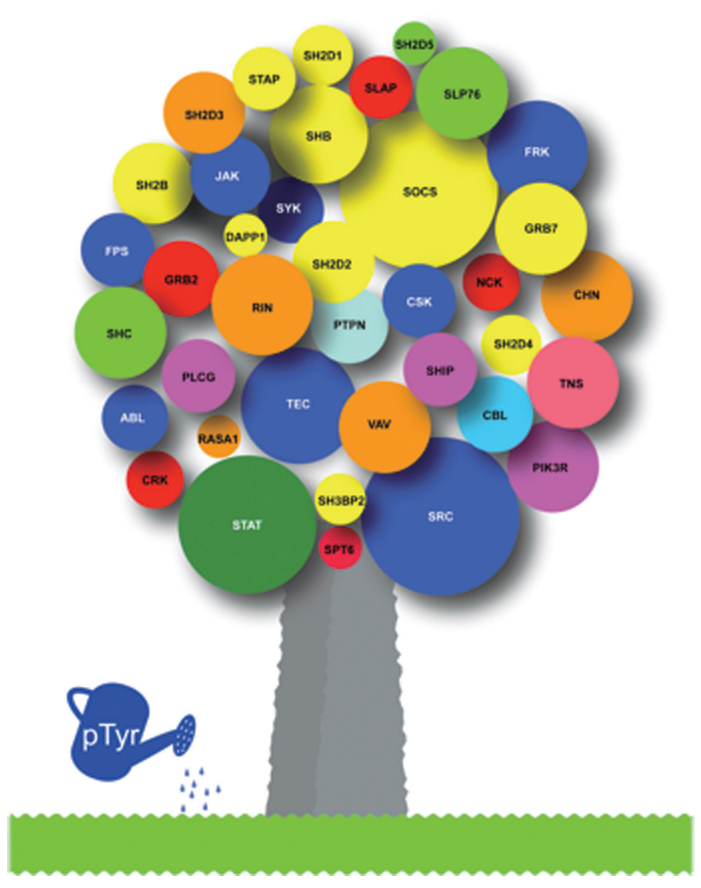 SH2D5
SH2D1
STAP
SLAP
SLP76
SH2D3
SHB
FRK
JAK
SH2B
SOCS
SYK
GRB7
DAPP1
FPS
SH2D2
GRB2
NCK
CHN
CSK
RIN
PTPN
SHC
SH2D4
SHIP
PLCG
TNS
TEC
CBL
ABL
VAV
RASA1
PIK3R
CRK
SH3BP2
SRC
STAT
SPT6
pTyr